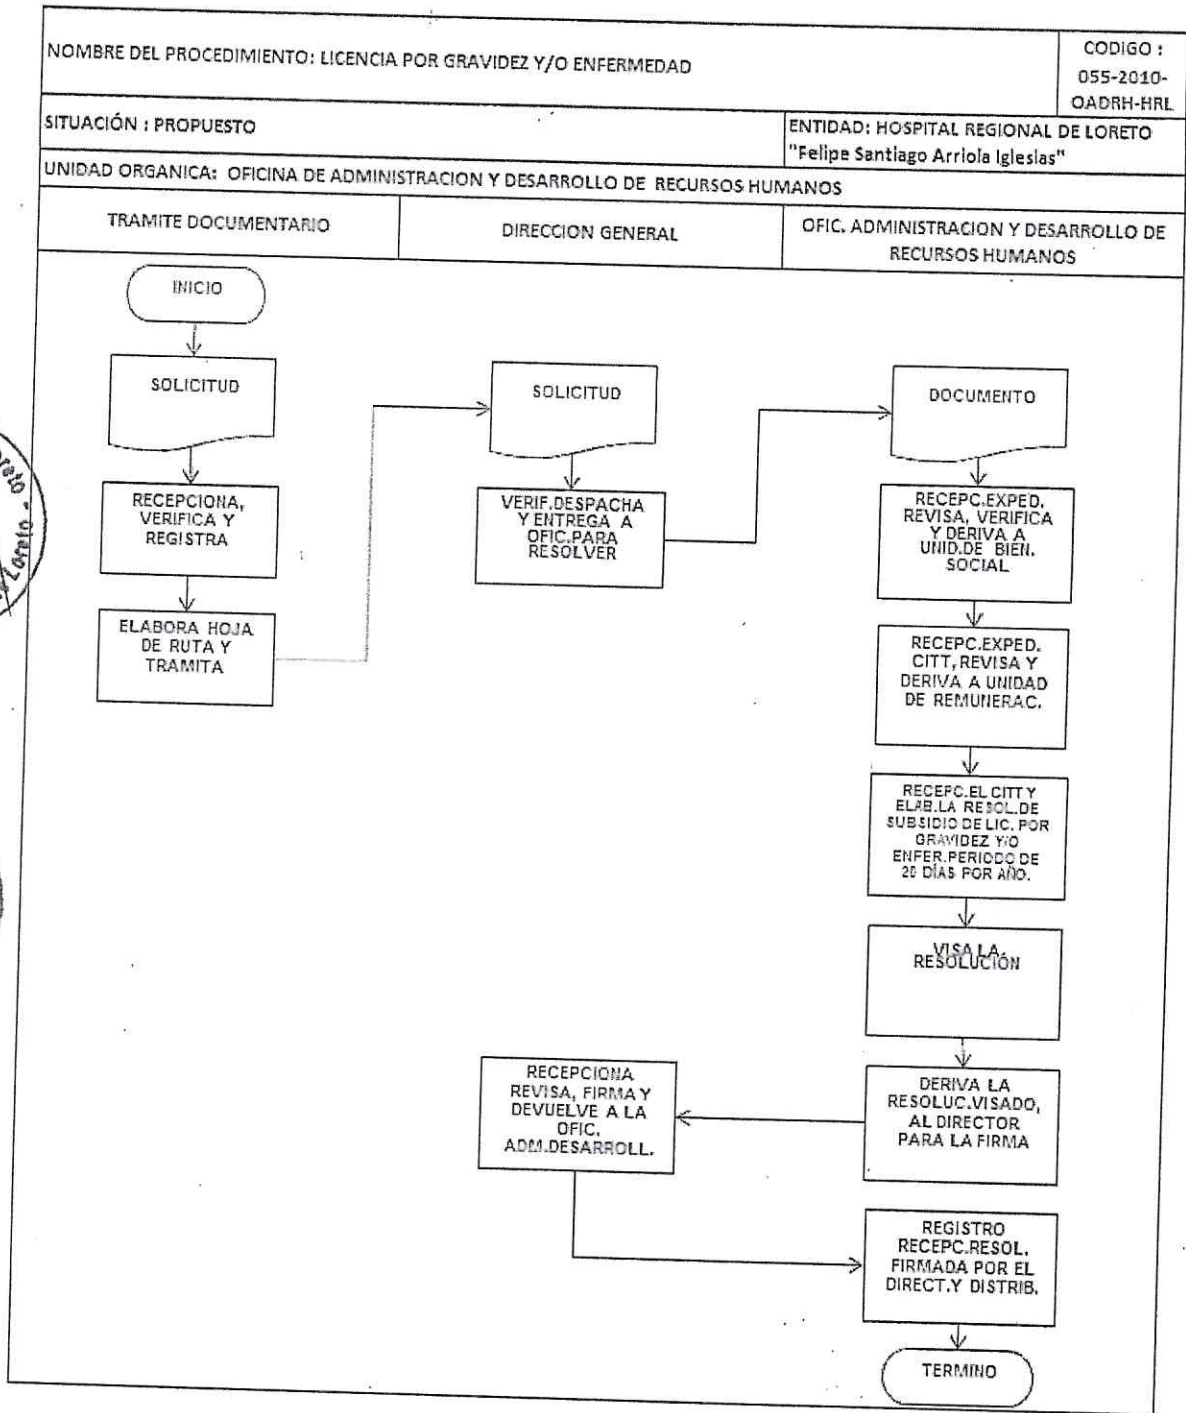 NOMBRE DEL PROCEDIMIENTO: LICENCIA POR GRAVIDEZ Y/O ENFERMEDAD
CODIGO :
055-2010-
OADRH-HRL
SITUACIÓN : PROPUESTO
ENTIDAD: HOSPITAL REGIONAL DE LORETO
"Felipe Santiago Arriola Iglesias"
UNIDAD ORGANICA: OFICINA DE ADMINISTRACION Y DESARROLLO DE RECURSOS HUMANOS
TRAMITE DOCUMENTARIO
DIRECCION GENERAL
OFIC. ADMINISTRACION Y DESARROLLO DE
RECURSOS HUMANOS
INICIO
SOLICITUD
RECEPCIONA,
VERIFICA Y
REGISTRA
ELABORA HOJA
DE RUTA Y
TRAMITA
SOLICITUD
VERIF.DESPACHA
Y ENTREGA A
OFIC.PARA
RESOLVER
DOCUMENTO
RECEPC.EXPED.
REVISA, VERIFICA
Y DERIVA A
UNID.DE BIEN.
SOCIAL
RECEPC.EXPED.
CITT, REVISA Y
DERIVA A UNIDAD
DE REMUNERAC.
RECEPC.EL CITT Y
ELAB.LA RESOL.DE
SUBSIDIO DE LIC. POR
GRAVIDEZ Y/O
ENFER.PERIODO DE
20 DÍAS POR AÑO.
VISA LA
RESOLUCIÓN
DERIVA LA
RESOLUC.VISADO,
AL DIRECTOR
PARA LA FIRMA
RECEPCIONA
REVISA, FIRMA Y
DEVUELVE A LA
OFIC.
ADM.DESARROLL.
REGISTRO
RECEPC.RESOL.
FIRMADA POR EL
DIRECT.Y DISTRIB.
TERMINO
Loreto